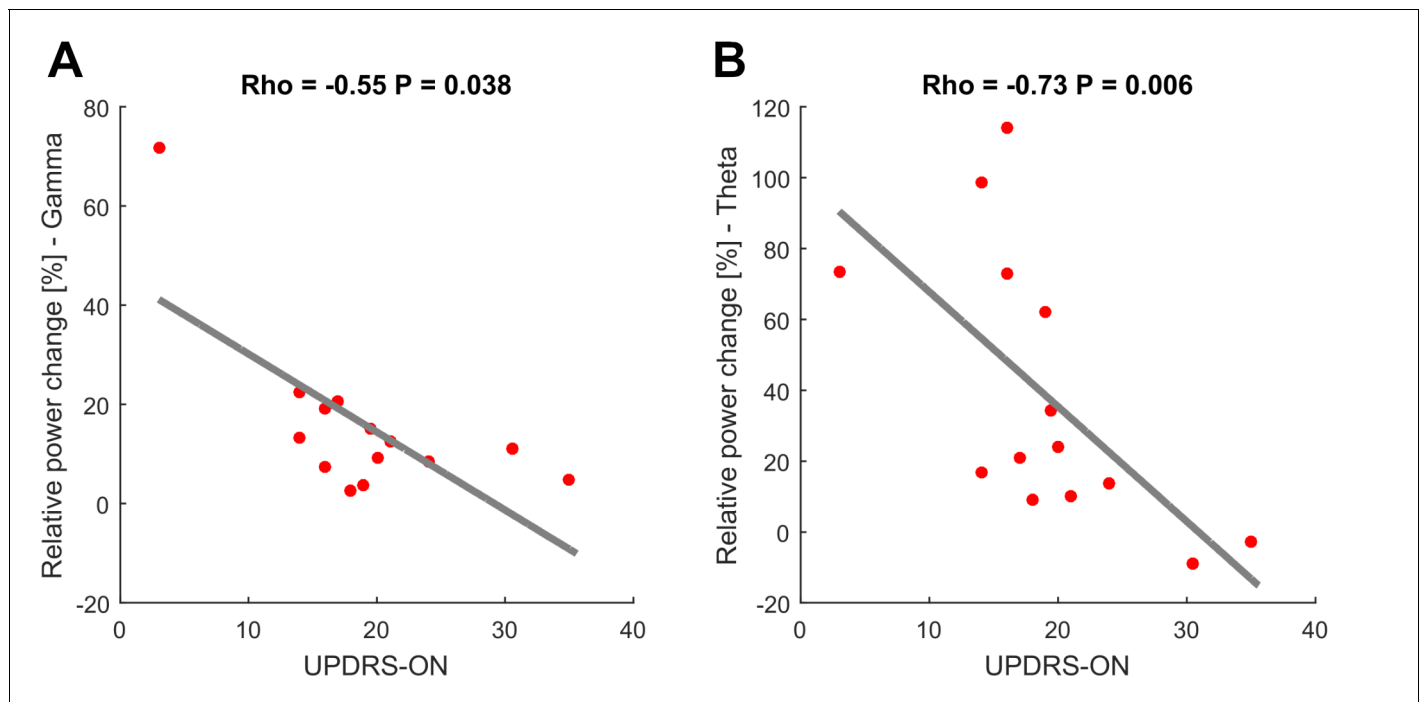 A
Rho = -0.55 P = 0.038
Relative power change [%] - Gamma
80
60
40
20
0
-20
0 10 20 30 40
UPDRS-ON
B
Rho = -0.73 P = 0.006
Relative power change [%] - Theta
120
100
80
60
40
20
0
-20
0 10 20 30 40
UPDRS-ON